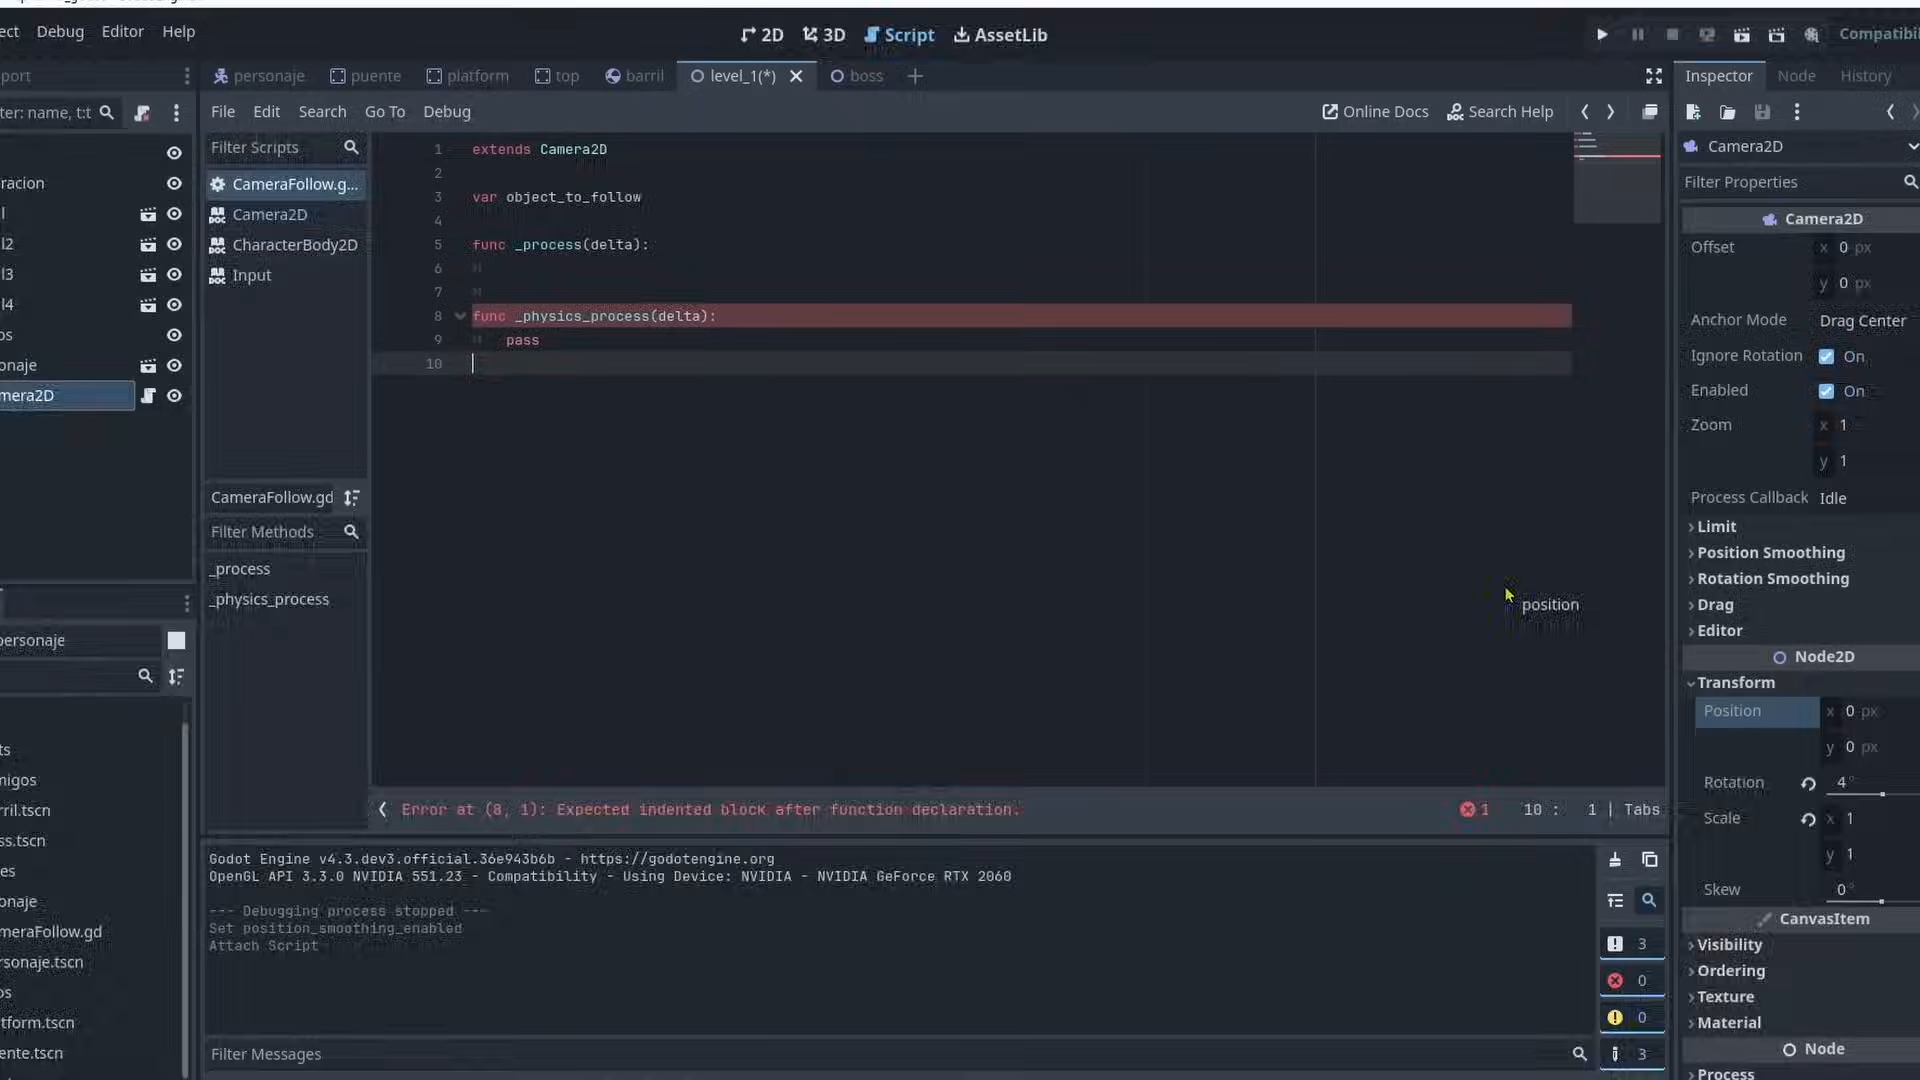 ect Debug Editor Help
2D 3D Script AssetLib
Compatibil
port
personaje puente platform top barril level_1(*) boss
Inspector Node History
ter: name, t:t
File Edit Search Go To Debug
Online Docs Search Help
Filter Scripts
CameraFollow.g...
Camera2D
CharacterBody2D
Input
racion
l
l2
l3
l4
os
onaje
mera2D
1 extends Camera2D
2
3 var object_to_follow
4
5 func _process(delta):
6
7
8 func _physics_process(delta):
9 pass
10
CameraFollow.gd
Filter Methods
_process
_physics_process
position
Error at (8, 1): Expected indented block after function declaration.
1 10 : 1 | Tabs
Godot Engine v4.3.dev3.official.36e943b6b - https://godotengine.org
OpenGL API 3.3.0 NVIDIA 551.23 - Compatibility - Using Device: NVIDIA - NVIDIA GeForce RTX 2060
--- Debugging process stopped ---
Set position_smoothing_enabled
Attach Script
3
0
0
3
Filter Messages
personaje
ts
migos
rril.tscn
ss.tscn
es
onaje
meraFollow.gd
rsonaje.tscn
os
tform.tscn
ente.tscn
Camera2D
Filter Properties
Camera2D
Offset x 0 px
y 0 px
Anchor Mode Drag Center
Ignore Rotation On
Enabled On
Zoom x 1
y 1
Process Callback Idle
Limit
Position Smoothing
Rotation Smoothing
Drag
Editor
Node2D
Transform
Position x 0 px
y 0 px
Rotation 4°
Scale x 1
y 1
Skew 0°
CanvasItem
Visibility
Ordering
Texture
Material
Node
Process